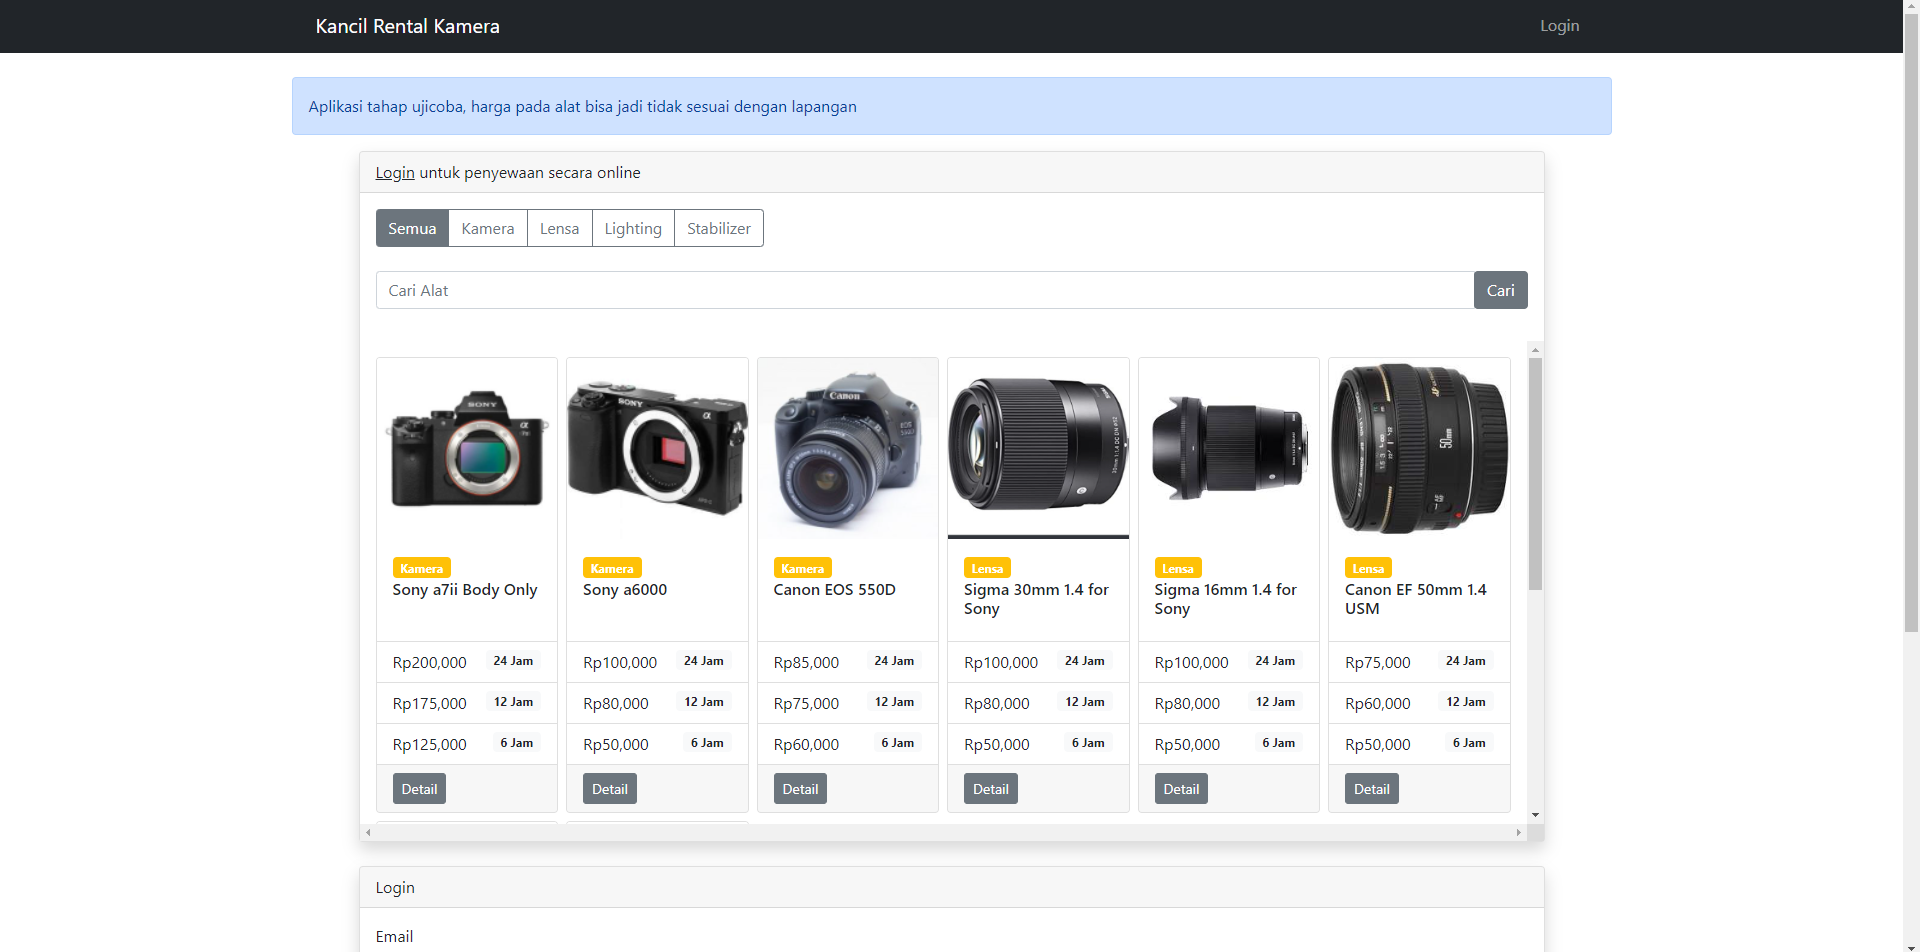 Kancil Rental Kamera
Login
Aplikasi tahap ujicoba, harga pada alat bisa jadi tidak sesuai dengan lapangan
Login untuk penyewaan secara online
Semua Kamera Lensa Lighting Stabilizer
Cari Alat
Cari
SONY
SONY
Canon
EOS
50mm
Kamera
Sony a7ii Body Only
Rp200,000 24 Jam
Rp175,000 12 Jam
Rp125,000 6 Jam
Detail
Kamera
Sony a6000
Rp100,000 24 Jam
Rp80,000 12 Jam
Rp50,000 6 Jam
Detail
Kamera
Canon EOS 550D
Rp85,000 24 Jam
Rp75,000 12 Jam
Rp60,000 6 Jam
Detail
Lensa
Sigma 30mm 1.4 for
Sony
Rp100,000 24 Jam
Rp80,000 12 Jam
Rp50,000 6 Jam
Detail
Lensa
Sigma 16mm 1.4 for
Sony
Rp100,000 24 Jam
Rp80,000 12 Jam
Rp50,000 6 Jam
Detail
Lensa
Canon EF 50mm 1.4
USM
Rp75,000 24 Jam
Rp60,000 12 Jam
Rp50,000 6 Jam
Detail
Login
Email